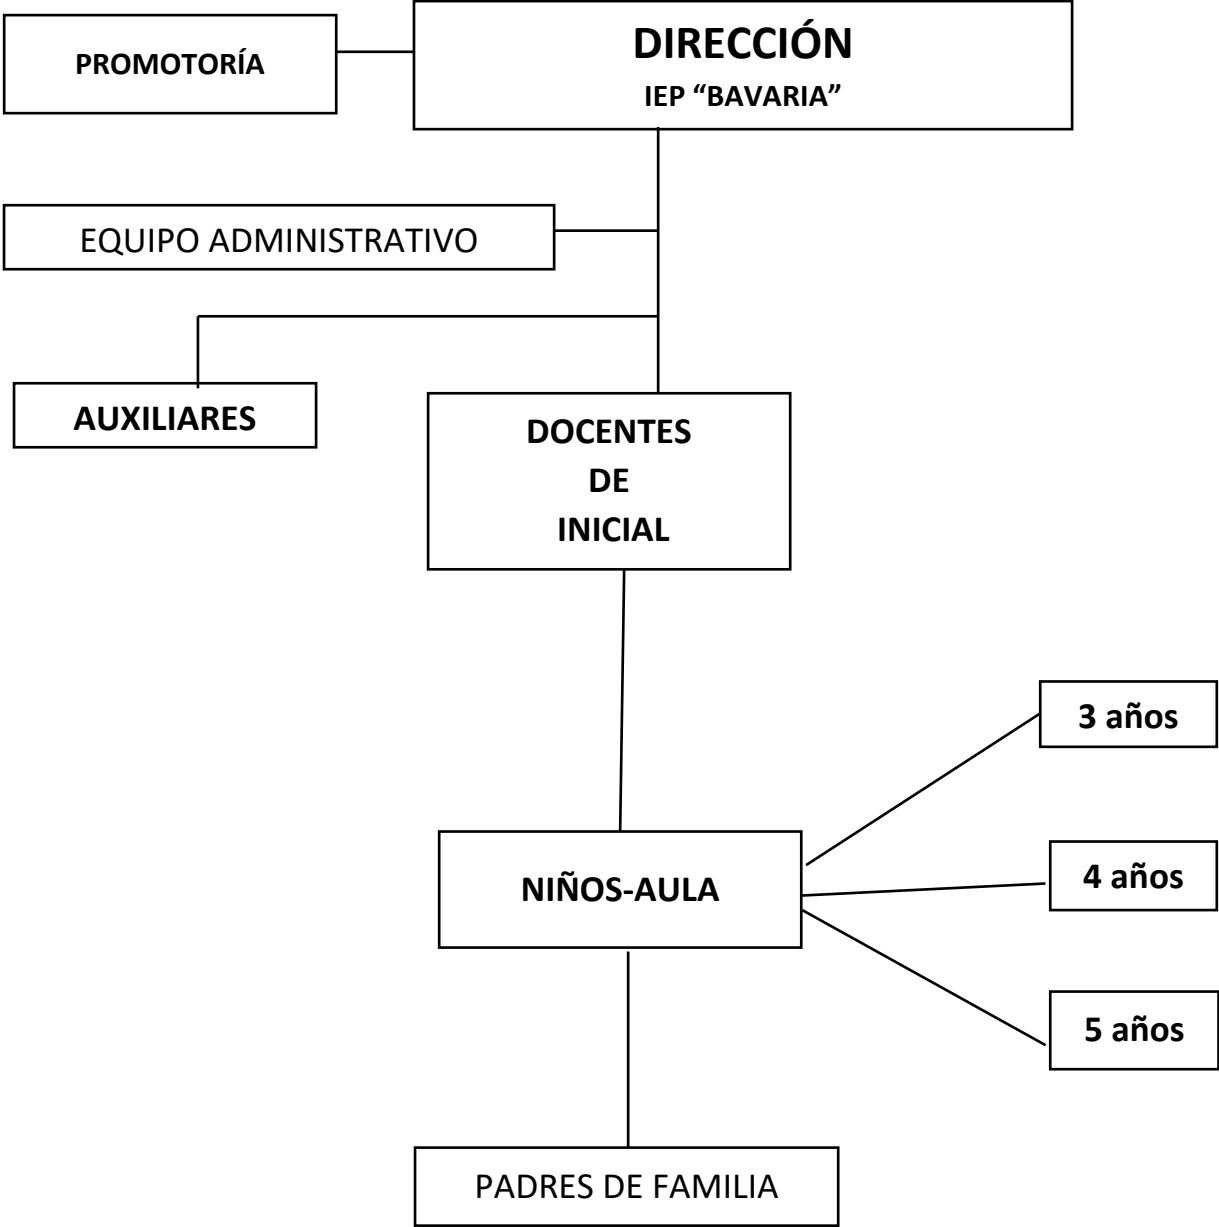 PROMOTORÍA
DIRECCIÓN
IEP “BAVARIA”
EQUIPO ADMINISTRATIVO
AUXILIARES
DOCENTES
DE
INICIAL
3 años
NIÑOS-AULA
4 años
5 años
PADRES DE FAMILIA